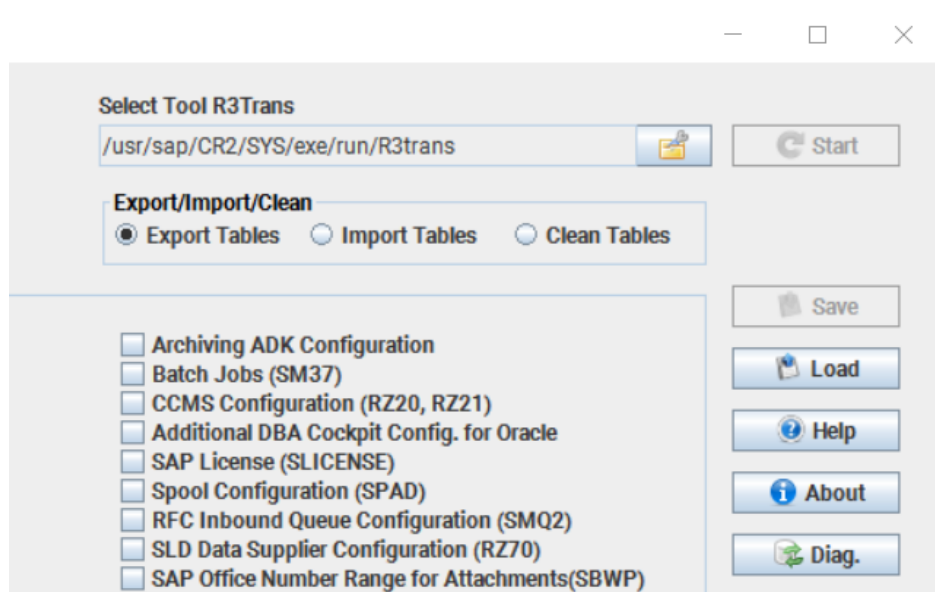 Select Tool R3Trans
/usr/sap/CR2/SYS/exe/run/R3trans
Start
Export/Import/Clean
Export Tables Import Tables Clean Tables
Save
Archiving ADK Configuration
Batch Jobs (SM37)
Load
CCMS Configuration (RZ20, RZ21)
Additional DBA Cockpit Config. for Oracle
Help
SAP License (SLICENSE)
Spool Configuration (SPAD)
About
RFC Inbound Queue Configuration (SMQ2)
SLD Data Supplier Configuration (RZ70)
Diag.
SAP Office Number Range for Attachments(SBWP)